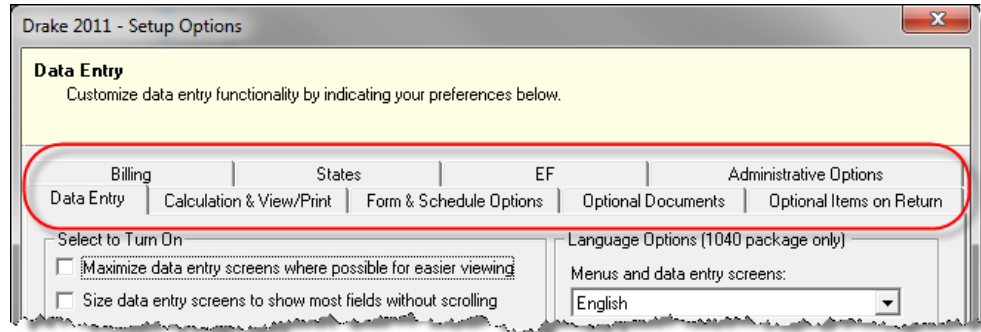 Drake 2011 - Setup Options
Data Entry
Customize data entry functionality by indicating your preferences below.
Billing States EF Administrative Options
Data Entry Calculation & View/Print Form & Schedule Options Optional Documents Optional Items on Return
Select to Turn On Language Options (1040 package only)
Maximize data entry screens where possible for easier viewing
Menus and data entry screens:
Size data entry screens to show most fields without scrolling
English